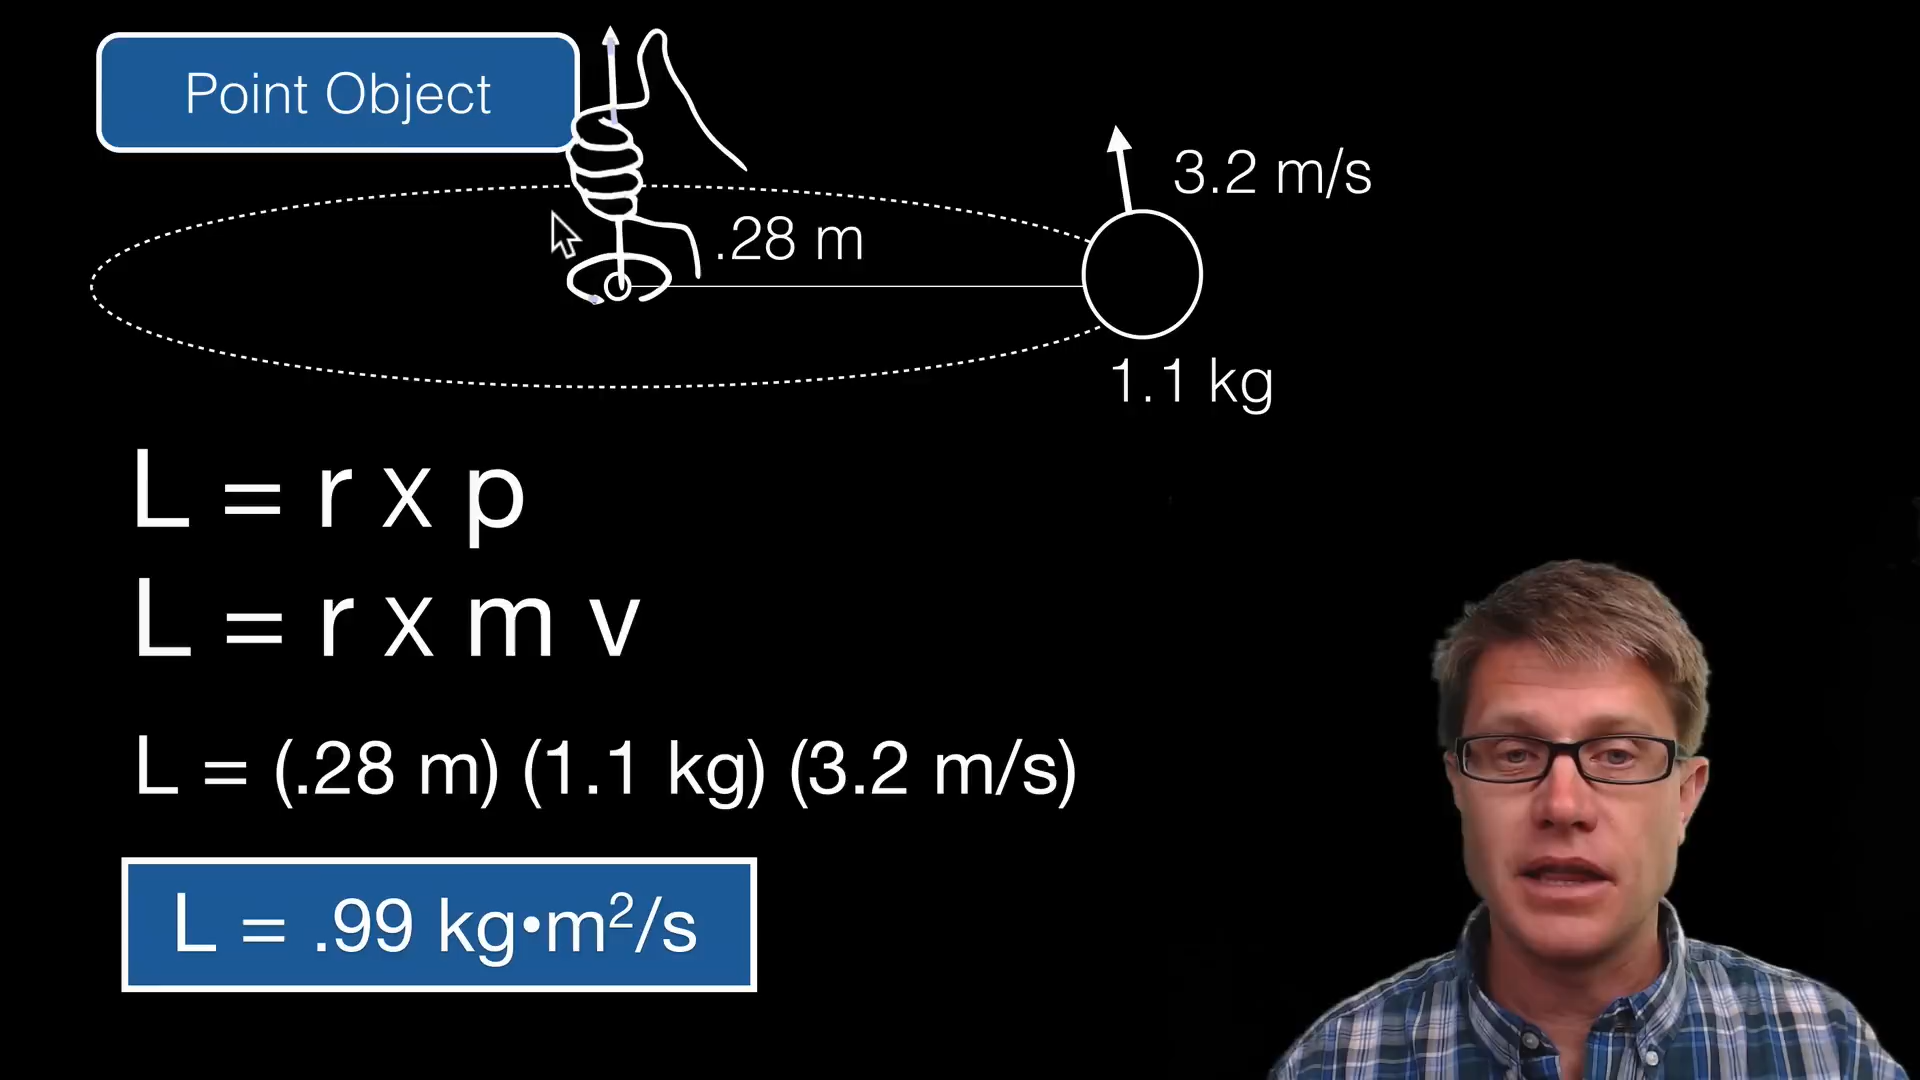 Point Object
3.2 m/s
.28 m
1.1 kg
L = r x p
L = r x m v
L = (.28 m) (1.1 kg) (3.2 m/s)
L = .99 kg•m²/s